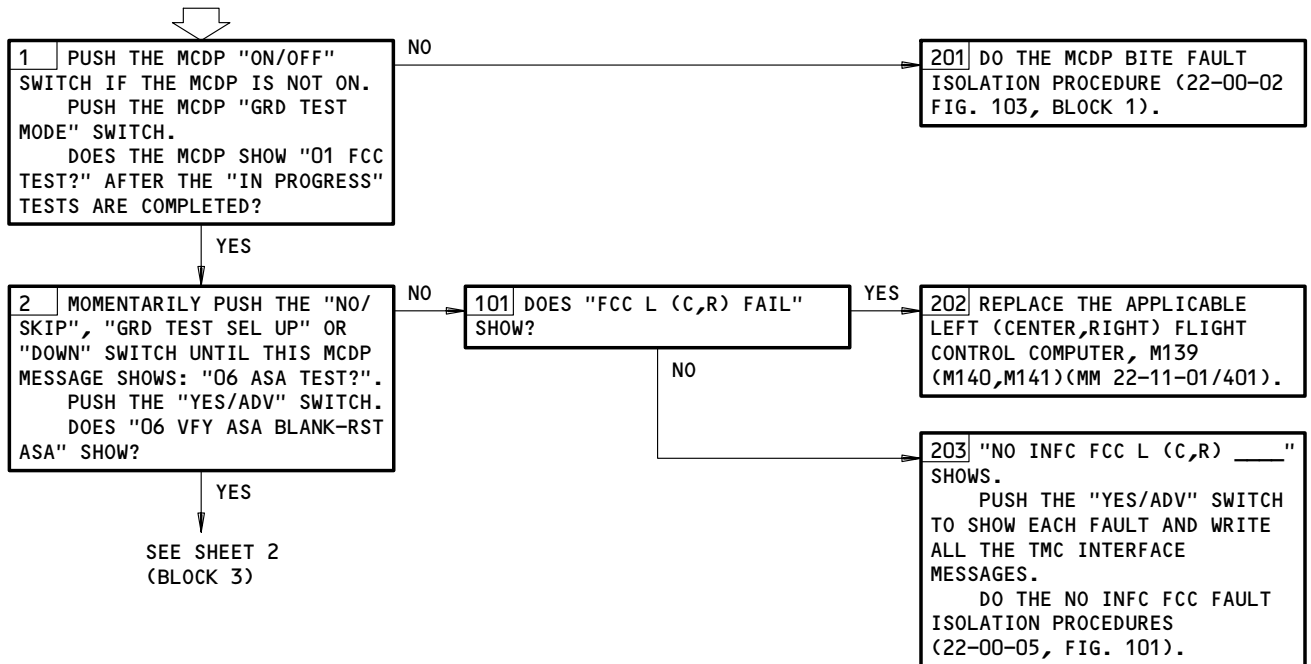 1 PUSH THE MCDP "ON/OFF"
SWITCH IF THE MCDP IS NOT ON.
PUSH THE MCDP "GRD TEST
MODE" SWITCH.
DOES THE MCDP SHOW "01 FCC
TEST?" AFTER THE "IN PROGRESS"
TESTS ARE COMPLETED?
NO
201 DO THE MCDP BITE FAULT
ISOLATION PROCEDURE (22-00-02
FIG. 103, BLOCK 1).
YES
2 MOMENTARILY PUSH THE "NO/
SKIP", "GRD TEST SEL UP" OR
"DOWN" SWITCH UNTIL THIS MCDP
MESSAGE SHOWS: "06 ASA TEST?".
PUSH THE "YES/ADV" SWITCH.
DOES "06 VFY ASA BLANK-RST
ASA" SHOW?
NO
101 DOES "FCC L (C,R) FAIL"
SHOW?
YES
202 REPLACE THE APPLICABLE
LEFT (CENTER,RIGHT) FLIGHT
CONTROL COMPUTER, M139
(M140,M141)(MM 22-11-01/401).
NO
203 "NO INFC FCC L (C,R) ____"
SHOWS.
PUSH THE "YES/ADV" SWITCH
TO SHOW EACH FAULT AND WRITE
ALL THE TMC INTERFACE
MESSAGES.
DO THE NO INFC FCC FAULT
ISOLATION PROCEDURES
(22-00-05, FIG. 101).
YES
SEE SHEET 2
(BLOCK 3)